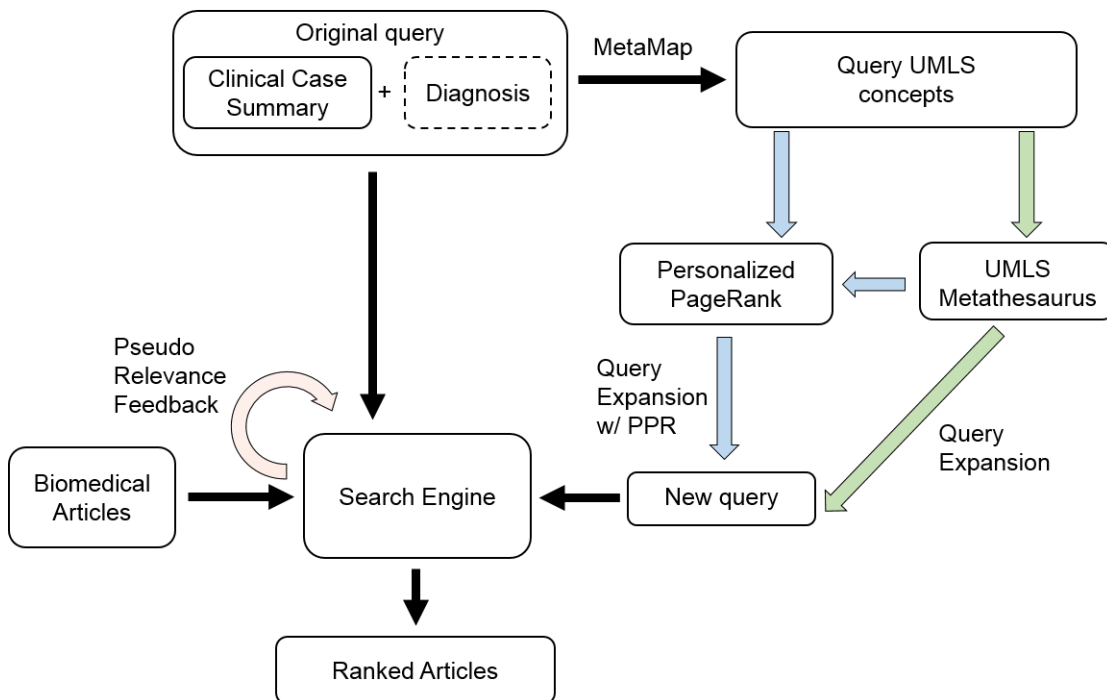 Original query
Clinical Case
Summary
+
Diagnosis
MetaMap
Query UMLS
concepts
Personalized
PageRank
UMLS
Metathesaurus
Pseudo
Relevance
Feedback
Query
Expansion
w/ PPR
Query
Expansion
Biomedical
Articles
Search Engine
New query
Ranked Articles